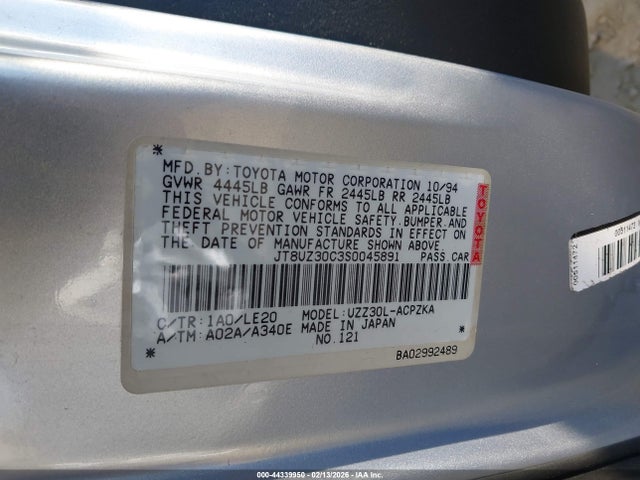 MFD. BY: TOYOTA MOTOR CORPORATION 10/94
GVWR 4445LB GAWR FR 2445LB RR 2445LB
THIS VEHICLE CONFORMS TO ALL APPLICABLE
FEDERAL MOTOR VEHICLE SAFETY, BUMPER, AND
THEFT PREVENTION STANDARDS IN EFFECT ON
THE DATE OF MANUFACTURE SHOWN ABOVE.
JT8UZ30C3S0045891 PASS CAR
TOYOTA
C/TR: 1A0/LE20 MODEL: UZZ30L-ACPZKA
A/TM: A02A/A340E MADE IN JAPAN
NO. 121
BA02992489
00511472
00511472
000-44339950 - 02/13/2026 - IAA Inc.